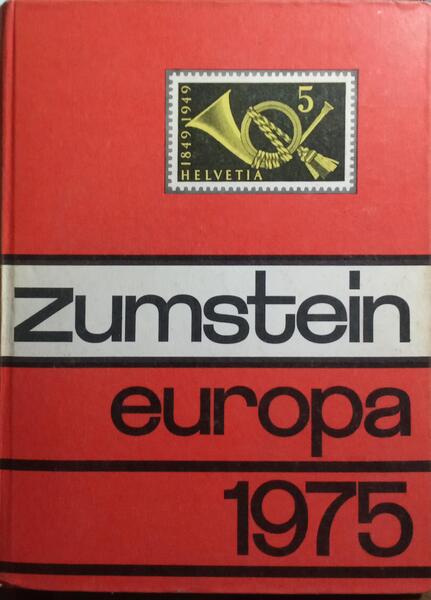 1849-1949
5
HELVETIA
zumstein
europa
1975